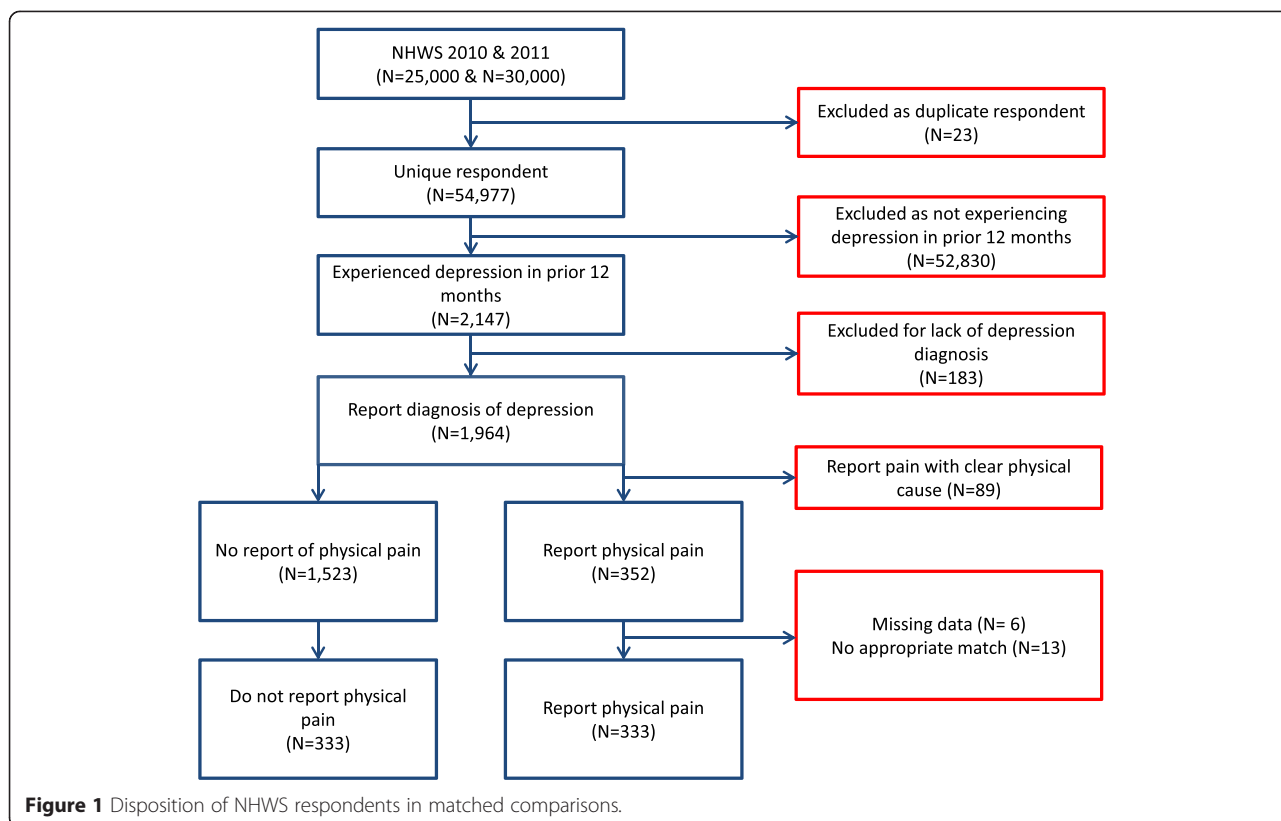 NHWS 2010 & 2011
(N=25,000 & N=30,000)
Excluded as duplicate respondent
(N=23)
Unique respondent
(N=54,977)
Excluded as not experiencing
depression in prior 12 months
(N=52,830)
Experienced depression in prior 12
months
(N=2,147)
Excluded for lack of depression
diagnosis
(N=183)
Report diagnosis of depression
(N=1,964)
Report pain with clear physical
cause (N=89)
No report of physical pain
(N=1,523)
Report physical pain
(N=352)
Missing data (N= 6)
No appropriate match (N=13)
Do not report physical
pain
(N=333)
Report physical pain
(N=333)
Figure 1 Disposition of NHWS respondents in matched comparisons.